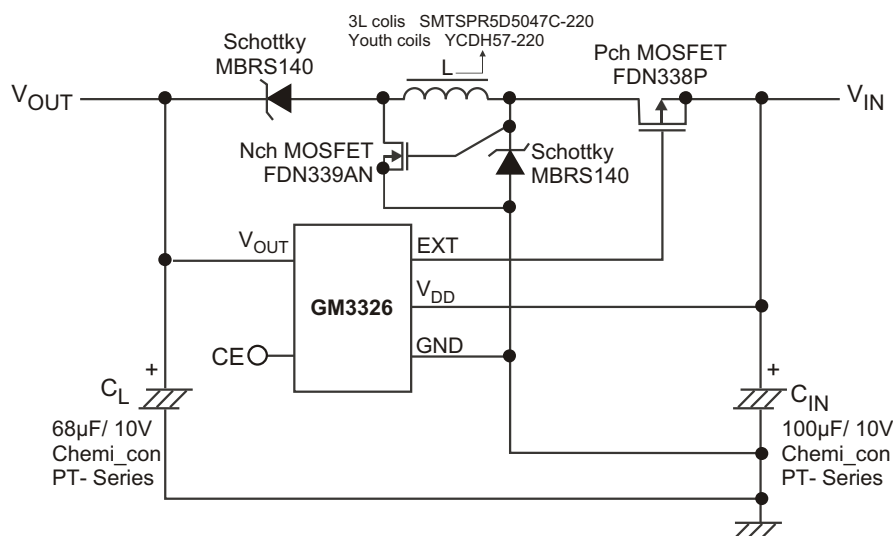 3L colis SMTSPR5D5047C-220
Youth coils YCDH57-220
Schottky
MBRS140
L
Pch MOSFET
FDN338P
VOUT
VIN
Nch MOSFET
FDN339AN
Schottky
MBRS140
VOUT
EXT
VDD
GM3326
GND
CE
+
CL
68µF/ 10V
Chemi_con
PT- Series
+
CIN
100µF/ 10V
Chemi_con
PT- Series